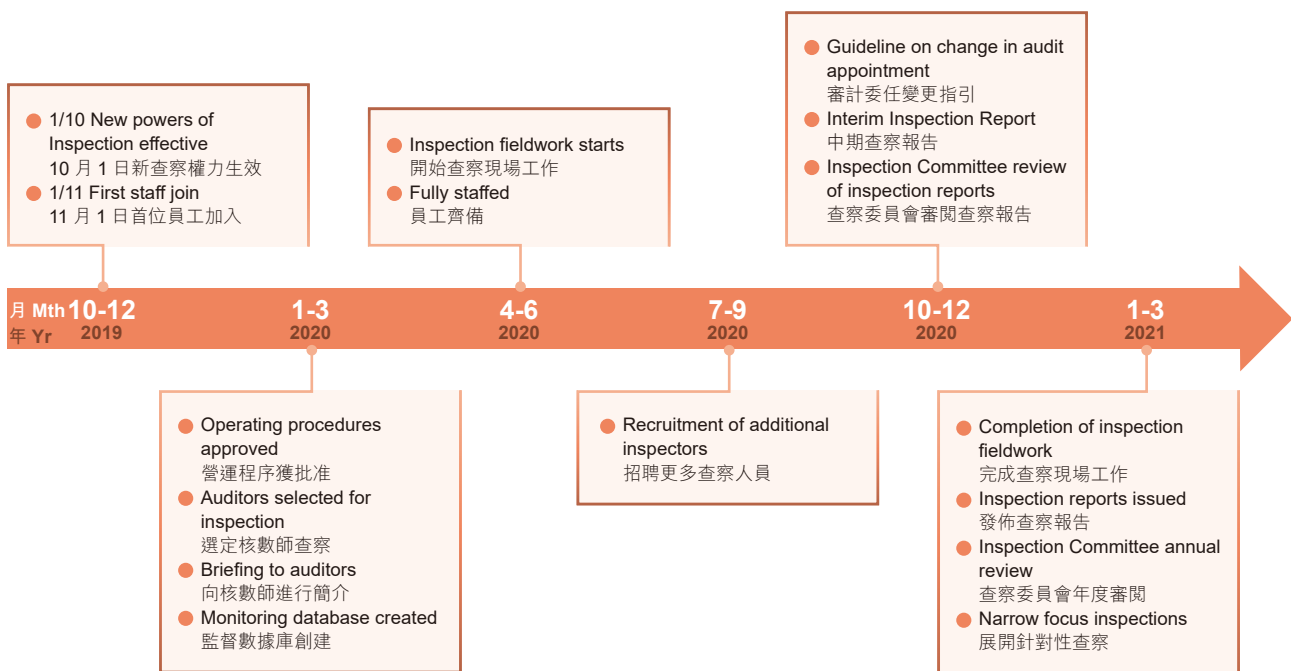 1/10 New powers of
Inspection effective
10 月 1 日新查察權力生效
1/11 First staff join
11 月 1 日首位員工加入
Inspection fieldwork starts
開始查察現場工作
Fully staffed
員工齊備
Guideline on change in audit
appointment
審計委任變更指引
Interim Inspection Report
中期查察報告
Inspection Committee review
of inspection reports
查察委員會審閱查察報告
月 Mth 10-12 1-3 4-6 7-9 10-12 1-3
年 Yr 2019 2020 2020 2020 2020 2021
Operating procedures
approved
營運程序獲批准
Auditors selected for
inspection
選定核數師查察
Briefing to auditors
向核數師進行簡介
Monitoring database created
監督數據庫創建
Recruitment of additional
inspectors
招聘更多查察人員
Completion of inspection
fieldwork
完成查察現場工作
Inspection reports issued
發佈查察報告
Inspection Committee annual
review
查察委員會年度審閱
Narrow focus inspections
展開針對性查察